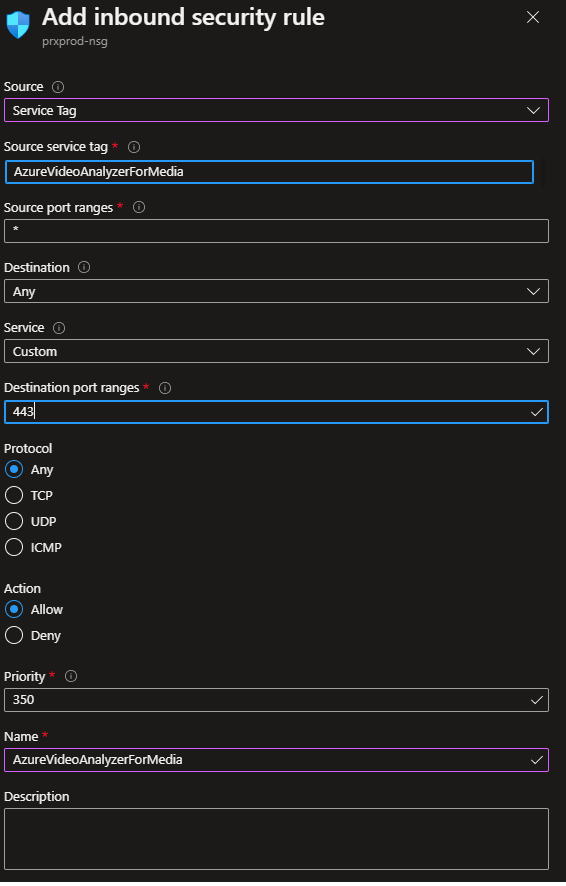 Add inbound security rule
prxprod-nsg
Source
Service Tag
Source service tag *
AzureVideoAnalyzerForMedia
Source port ranges *
*
Destination
Any
Service
Custom
Destination port ranges *
443
Protocol
Any
TCP
UDP
ICMP
Action
Allow
Deny
Priority *
350
Name *
AzureVideoAnalyzerForMedia
Description